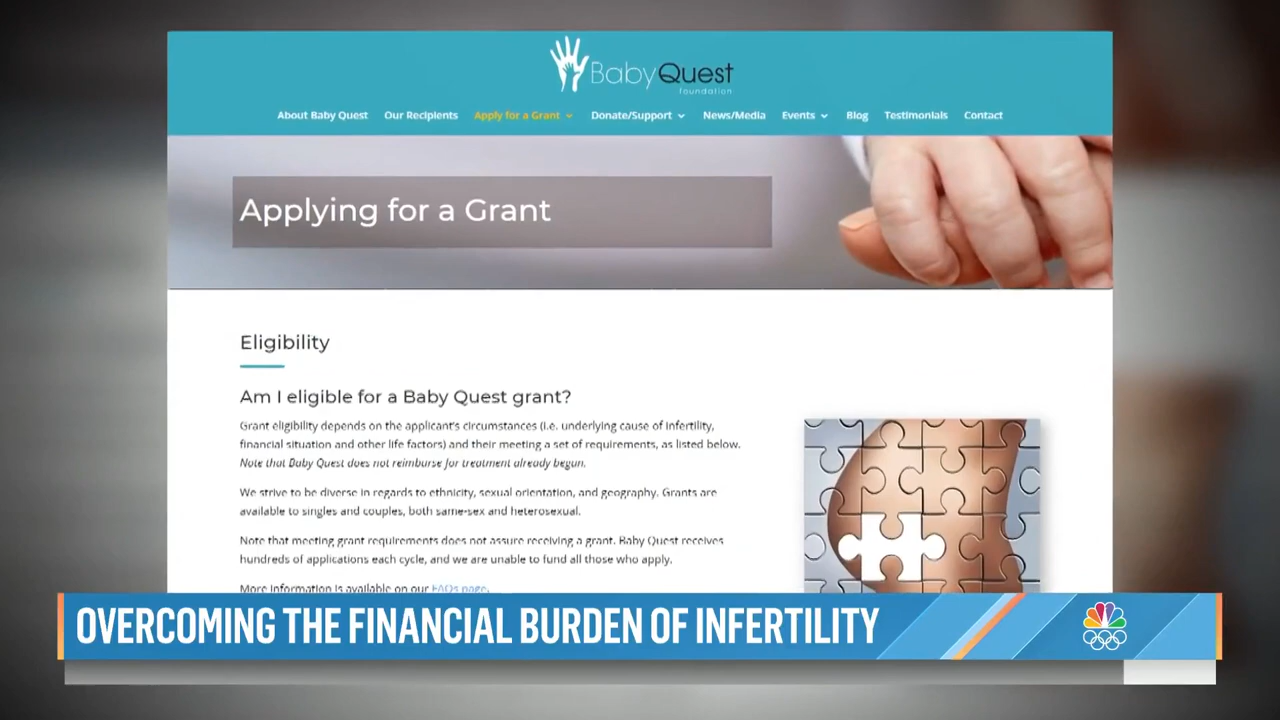 BabyQuest
foundation
About Baby Quest Our Recipients Apply for a Grant Donate/Support News/Media Events Blog Testimonials Contact
Applying for a Grant
Eligibility
Am I eligible for a Baby Quest grant?
Grant eligibility depends on the applicant's circumstances (i.e. underlying cause of infertility,
financial situation and other life factors) and their meeting a set of requirements, as listed below.
Note that Baby Quest does not reimburse for treatment already begun.
We strive to be diverse in regards to ethnicity, sexual orientation, and geography. Grants are
available to singles and couples, both same-sex and heterosexual.
Note that meeting grant requirements does not assure receiving a grant. Baby Quest receives
hundreds of applications each cycle, and we are unable to fund all those who apply.
More information is available on our FAQs page.
OVERCOMING THE FINANCIAL BURDEN OF INFERTILITY